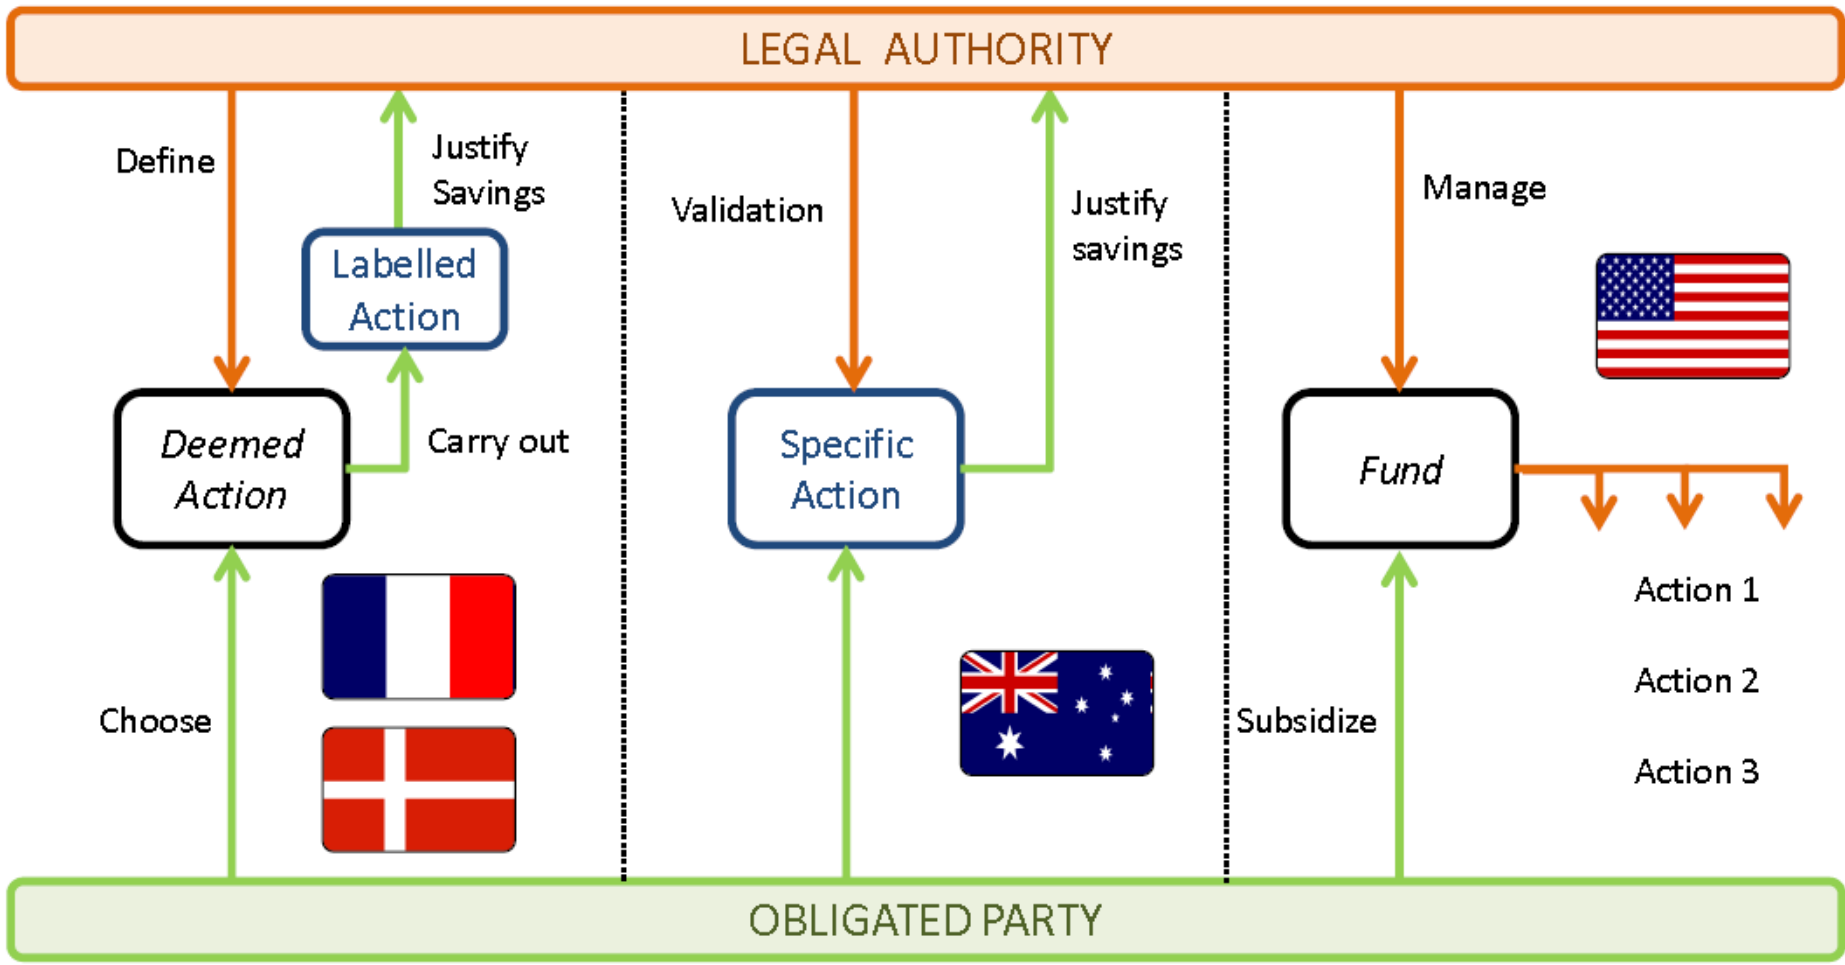 LEGAL AUTHORITY
Define
Justify
Savings
Labelled
Action
Deemed
Action
Carry out
Choose
Validation
Justify
savings
Specific
Action
Manage
Fund
Subsidize
Action 1
Action 2
Action 3
OBLIGATED PARTY